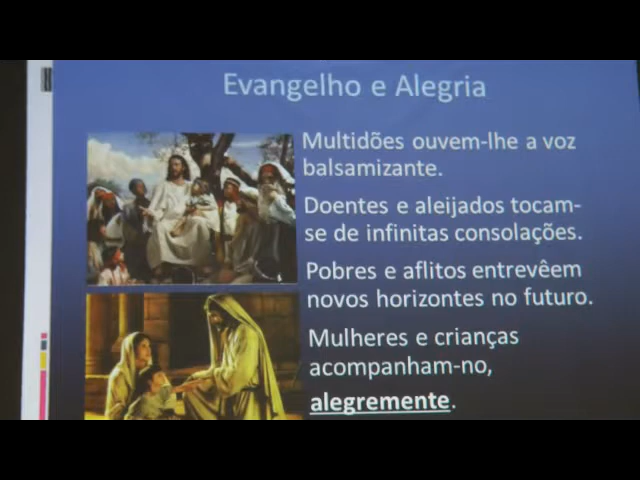 Evangelho e Alegria
Multidões ouvem-lhe a voz
balsamizante.
Doentes e aleijados tocam-
se de infinitas consolações.
Pobres e aflitos entrevêem
novos horizontes no futuro.
Mulheres e crianças
acompanham-no,
alegremente.